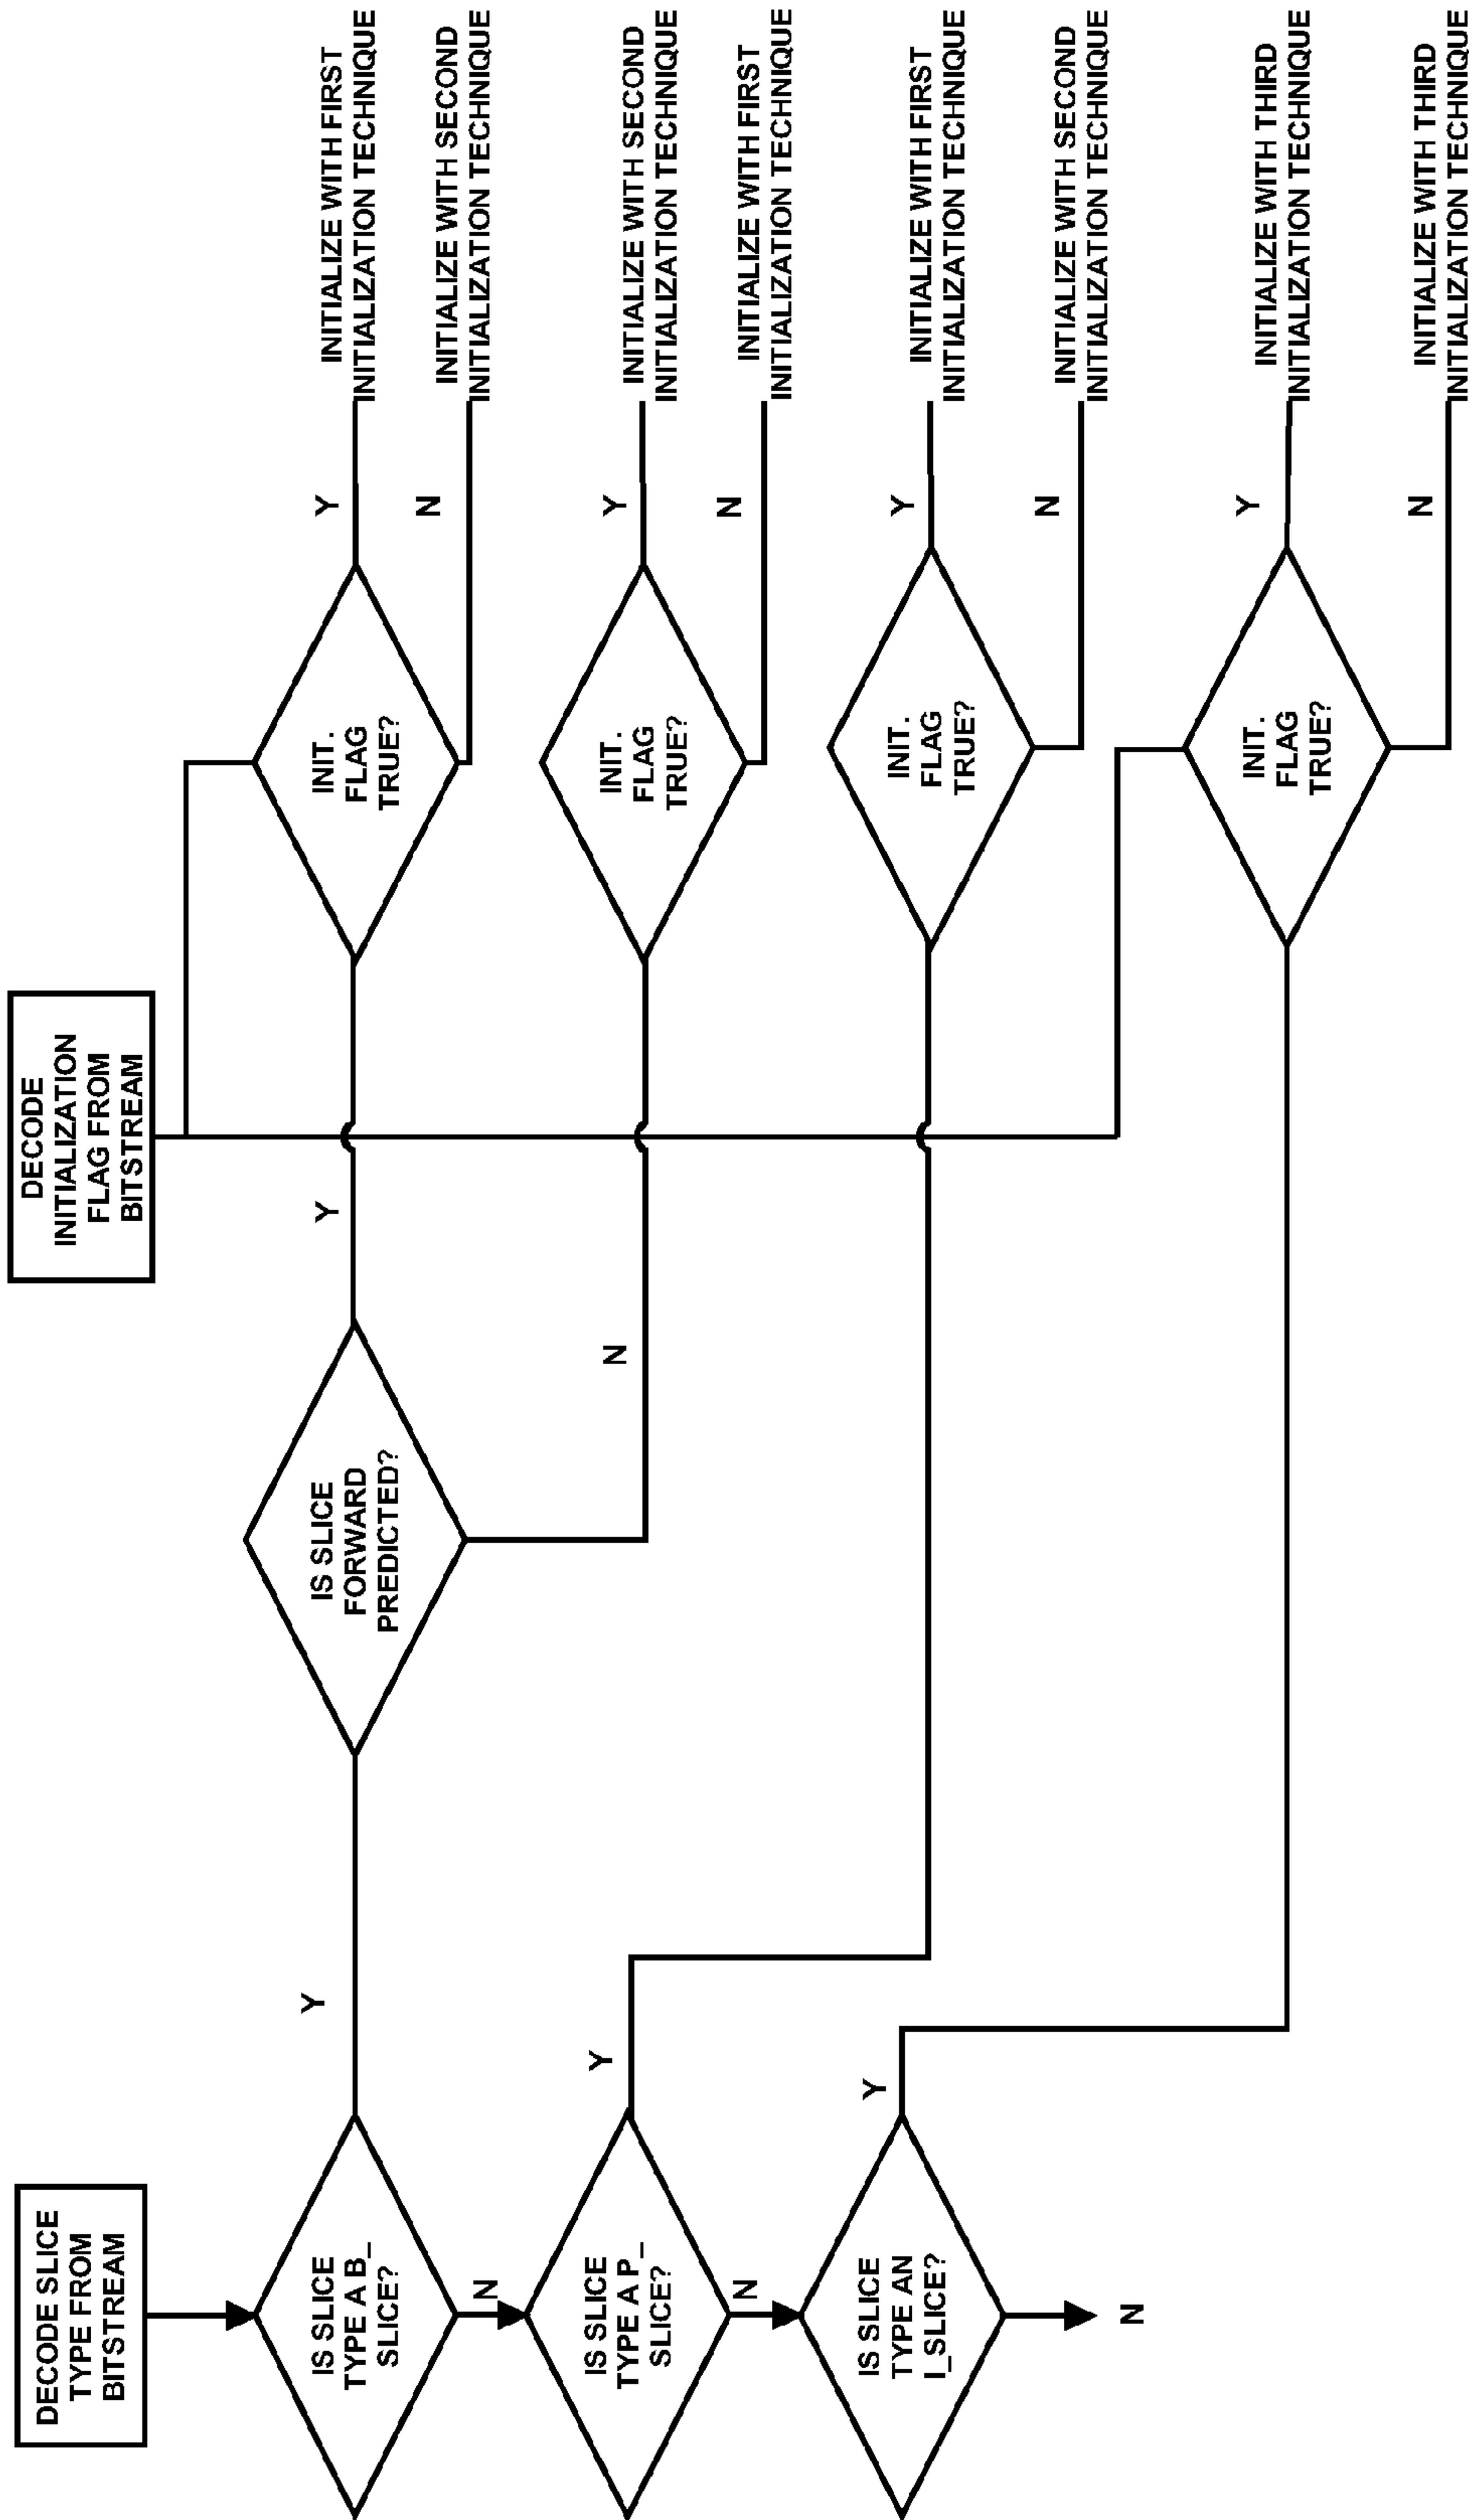 DECODE SLICE
TYPE FROM
BITSTREAM
DECODE
INITIALIZATION
FLAG FROM
BITSTREAM
IS SLICE
TYPE A B_
SLICE?
Y
IS SLICE
FORWARD
PREDICTED?
Y
INIT.
FLAG
TRUE?
Y
INITIALIZE WITH FIRST
INITIALIZATION TECHNIQUE
N
INITIALIZE WITH SECOND
INITIALIZATION TECHNIQUE
N
N
INIT.
FLAG
TRUE?
Y
INITIALIZE WITH SECOND
INITIALIZATION TECHNIQUE
N
INITIALIZE WITH FIRST
INITIALIZATION TECHNIQUE
IS SLICE
TYPE A P_
SLICE?
Y
N
INIT.
FLAG
TRUE?
Y
INITIALIZE WITH FIRST
INITIALIZATION TECHNIQUE
N
INITIALIZE WITH SECOND
INITIALIZATION TECHNIQUE
IS SLICE
TYPE AN
I_SLICE?
Y
N
INIT.
FLAG
TRUE?
Y
INITIALIZE WITH THIRD
INITIALIZATION TECHNIQUE
N
INITIALIZE WITH THIRD
INITIALIZATION TECHNIQUE